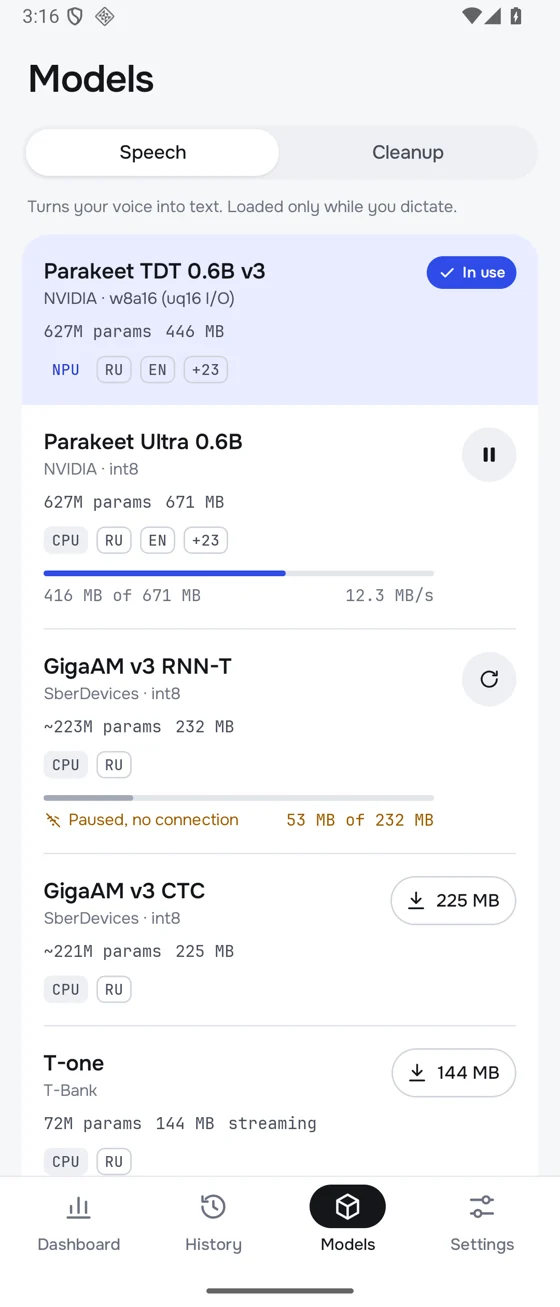 3:16
Models
Speech
Cleanup
Turns your voice into text. Loaded only while you dictate.
Parakeet TDT 0.6B v3
In use
NVIDIA · w8a16 (uq16 I/O)
627M params 446 MB
NPU RU EN +23
Parakeet Ultra 0.6B
NVIDIA · int8
627M params 671 MB
CPU RU EN +23
416 MB of 671 MB
12.3 MB/s
GigaAM v3 RNN-T
SberDevices · int8
~223M params 232 MB
CPU RU
Paused, no connection
53 MB of 232 MB
GigaAM v3 CTC
225 MB
SberDevices · int8
~221M params 225 MB
CPU RU
T-one
144 MB
T-Bank
72M params 144 MB streaming
CPU RU
Dashboard
History
Models
Settings